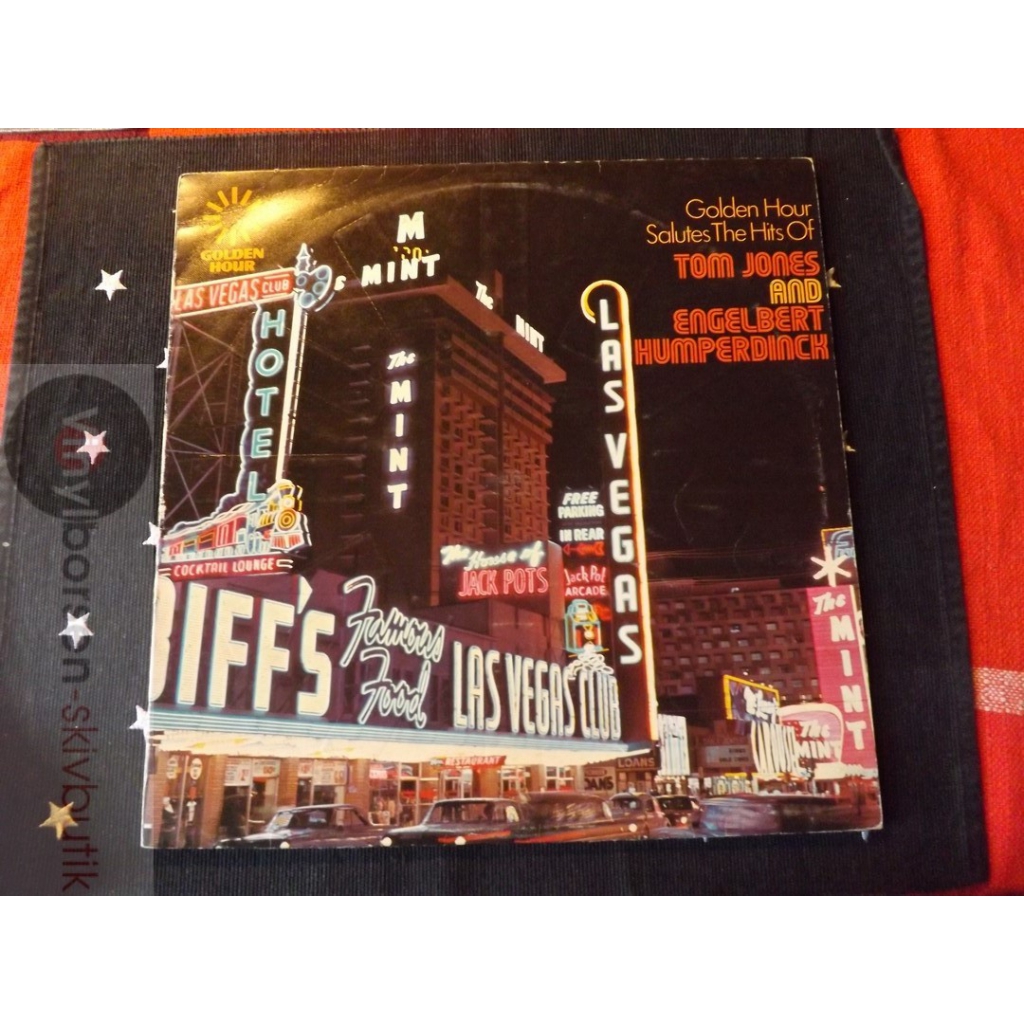 Golden Hour
Salutes The Hits Of
TOM JONES
AND
ENGELBERT
HUMPERDINCK
GOLDEN
HOUR
LAS VEGAS CLUB
HOTEL
COCKTAIL LOUNGE
M
MINT
The
MINT
The
MINT
LAS VEGAS
FREE
PARKING
IN REAR
The House of
JACK POTS
Jack Pot
ARCADE
BIFF'S
Famous
Food
LAS VEGAS CLUB
RESTAURANT
LOANS
LOANS
The
MINT
The
MINT
Vinylborsen-skivbutik